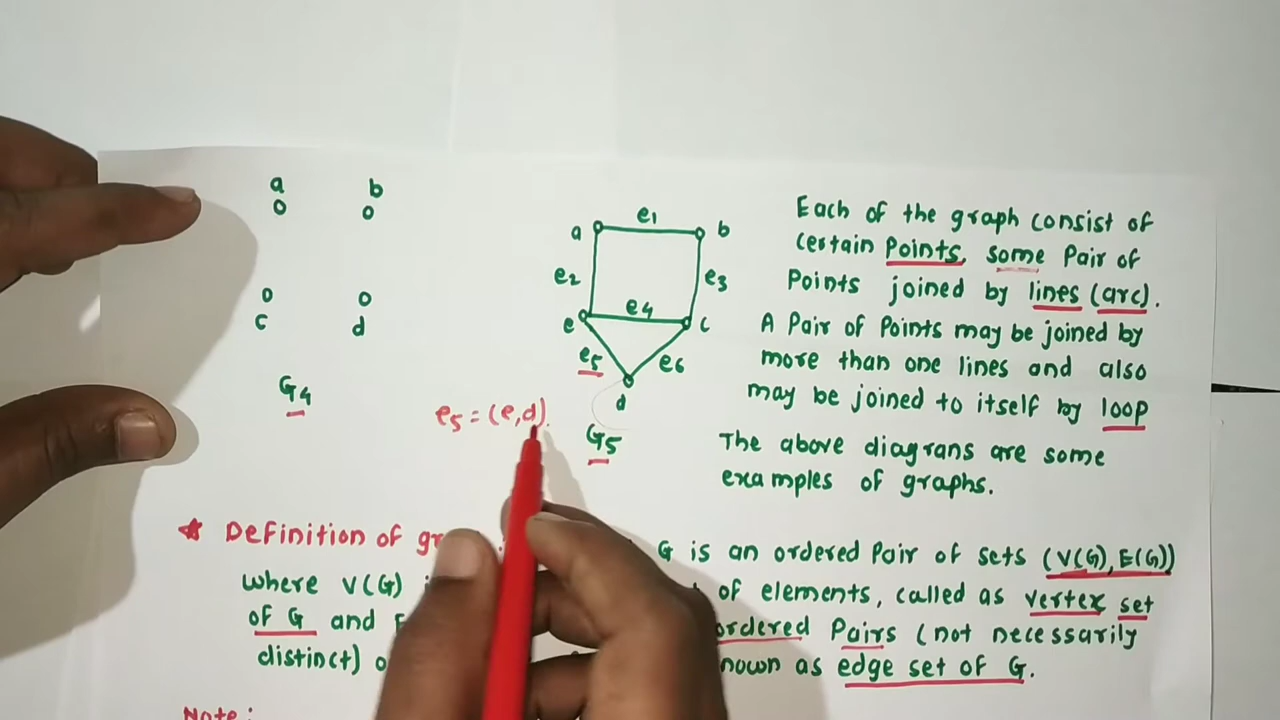 a b
c d
G4
e1
a b
e2 e3
e4
e c
e5 e6
d
G5
e5 = (e,d).
Each of the graph consist of
certain Points, some Pair of
Points joined by lines (arc).
A Pair of Points may be joined by
more than one lines and also
may be joined to itself by loop
The above diagrans are some
examples of graphs.
* Definition of G is an ordered Pair of sets (V(G), E(G))
where V(G) of elements, called as vertex set
of G and ordered Pairs (not necessarily
distinct) known as edge set of G.
Note: